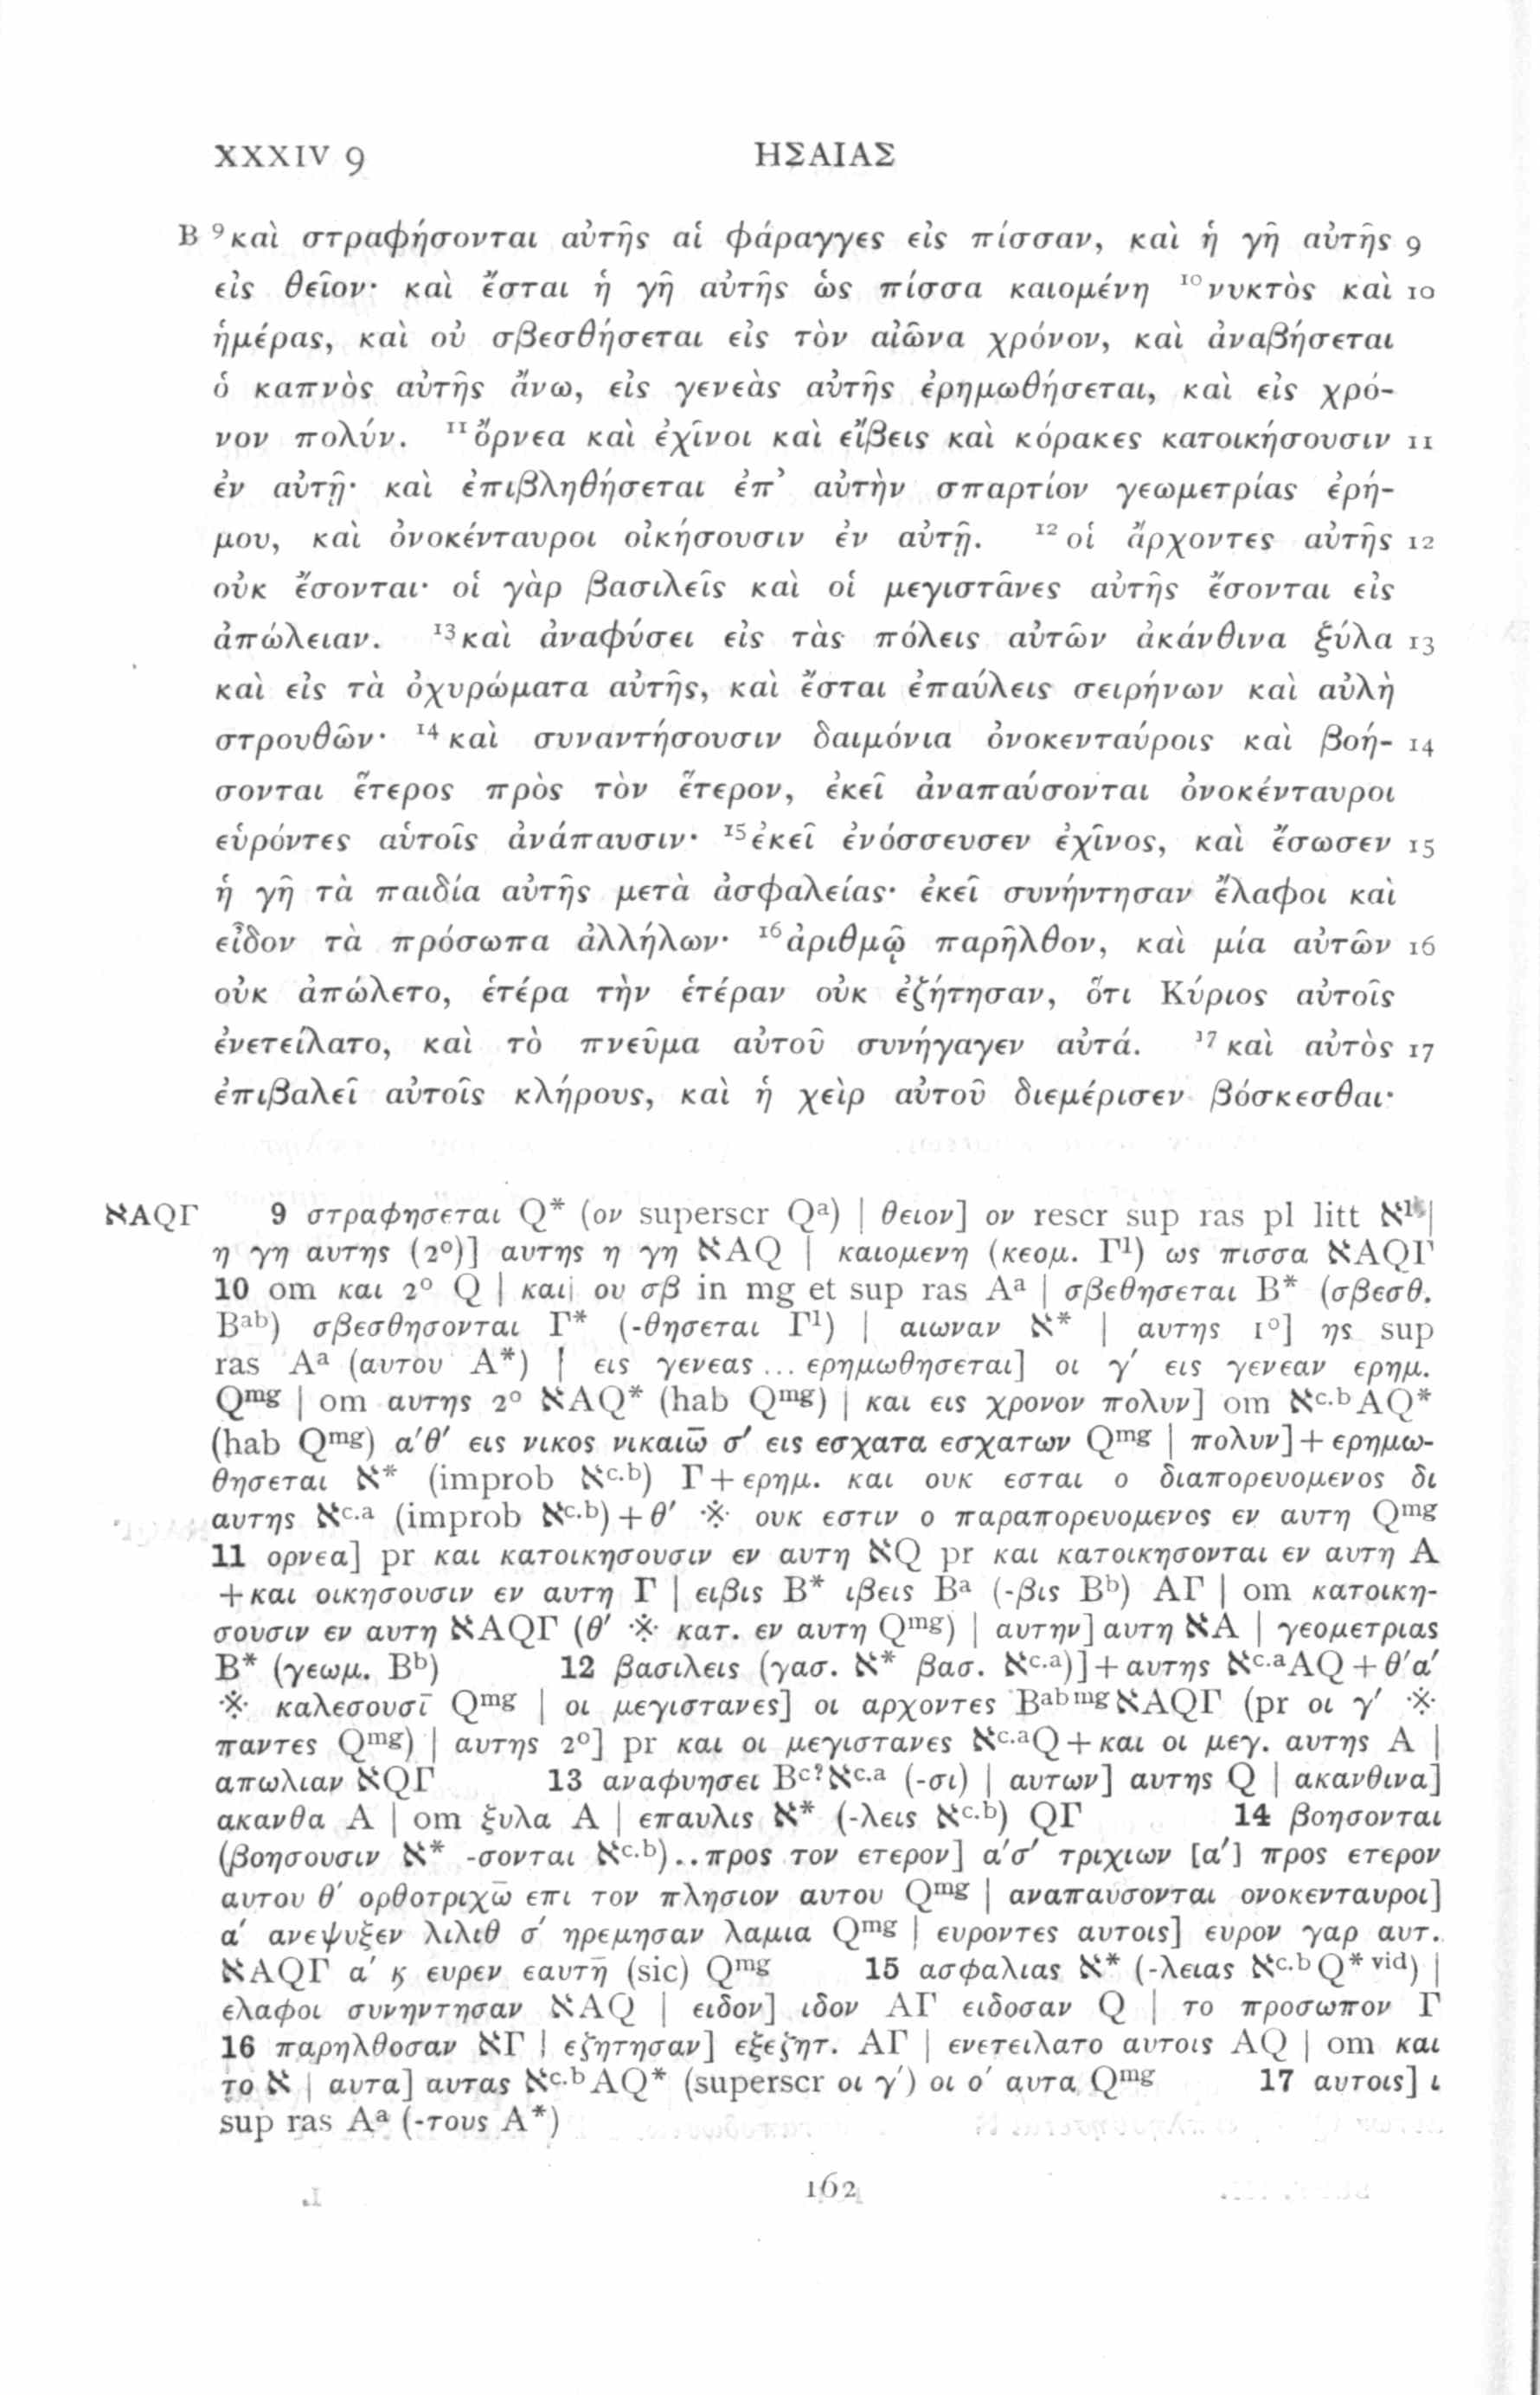 XXXIV 9 ΗΣΑΙΑΣ
B ⁹καὶ στραφήσονται αὐτῆς αἱ φάραγγες εἰς πίσσαν, καὶ ἡ γῆ αὐτῆς 9
εἰς θεῖον· καὶ ἔσται ἡ γῆ αὐτῆς ὡς πίσσα καιομένη ¹⁰νυκτὸς καὶ 10
ἡμέρας, καὶ οὐ σβεσθήσεται εἰς τὸν αἰῶνα χρόνον, καὶ ἀναβήσεται
ὁ καπνὸς αὐτῆς ἄνω, εἰς γενεὰς αὐτῆς ἐρημωθήσεται, καὶ εἰς χρό-
νον πολύν. ¹¹ὄρνεα καὶ ἐχῖνοι καὶ εἴβεις καὶ κόρακες κατοικήσουσιν 11
ἐν αὐτῇ· καὶ ἐπιβληθήσεται ἐπ’ αὐτὴν σπαρτίον γεωμετρίας ἐρή-
μου, καὶ ὀνοκένταυροι οἰκήσουσιν ἐν αὐτῇ. ¹²οἱ ἄρχοντες αὐτῆς 12
οὐκ ἔσονται· οἱ γὰρ βασιλεῖς καὶ οἱ μεγιστᾶνες αὐτῆς ἔσονται εἰς
ἀπώλειαν. ¹³καὶ ἀναφύσει εἰς τὰς πόλεις αὐτῶν ἀκάνθινα ξύλα 13
καὶ εἰς τὰ ὀχυρώματα αὐτῆς, καὶ ἔσται ἐπαύλεις σειρήνων καὶ αὐλὴ
στρουθῶν· ¹⁴καὶ συναντήσουσιν δαιμόνια ὀνοκενταύροις καὶ βοή- 14
σονται ἕτερος πρὸς τὸν ἕτερον, ἐκεῖ ἀναπαύσονται ὀνοκένταυροι
εὑρόντες αὑτοῖς ἀνάπαυσιν· ¹⁵ἐκεῖ ἐνόσσευσεν ἐχῖνος, καὶ ἔσωσεν 15
ἡ γῆ τὰ παιδία αὐτῆς μετὰ ἀσφαλείας· ἐκεῖ συνήντησαν ἔλαφοι καὶ
εἶδον τὰ πρόσωπα ἀλλήλων· ¹⁶ἀριθμῷ παρῆλθον, καὶ μία αὐτῶν 16
οὐκ ἀπώλετο, ἑτέρα τὴν ἑτέραν οὐκ ἐζήτησαν, ὅτι Κύριος αὐτοῖς
ἐνετείλατο, καὶ τὸ πνεῦμα αὐτοῦ συνήγαγεν αὐτά. ¹⁷καὶ αὐτὸς 17
ἐπιβαλεῖ αὐτοῖς κλήρους, καὶ ἡ χεὶρ αὐτοῦ διεμέρισεν βόσκεσθαι·
אAQΓ 9 στραφησεται Q* (ον superscr Qᵃ) | θειον] ον rescr sup ras pl litt א¹ |
η γη αυτης (2º)] αυτης η γη אAQ | καιομενη (κεομ. Γ¹) ως πισσα אAQΓ
10 om και 2º Q | και ου σβ in mg et sup ras Aᵃ | σβεθησεται B* (σβεσθ.
Bᵃᵇ) σβεσθησονται Γ* (-θησεται Γ¹) | αιωναν א* | αυτης 1º] ης sup
ras Aᵃ (αυτου A*) | εις γενεας ... ερημωθησεται] οι γ′ εις γενεαν ερημ.
Qᵐᵍ | om αυτης 2º אAQ* (hab Qᵐᵍ) | και εις χρονον πολυν] om אᶜ·ᵇAQ*
(hab Qᵐᵍ) α′θ′ εις νικος νικαιω̄ σ′ εις εσχατα εσχατων Qᵐᵍ | πολυν] + ερημω-
θησεται א* (improb אᶜ·ᵇ) Γ + ερημ. και ουκ εσται ο διαπορευομενος δι
αυτης אᶜ·ᵃ (improb אᶜ·ᵇ) + θ′ ※ ουκ εστιν ο παραπορευομενος εν αυτη Qᵐᵍ
11 ορνεα] pr και κατοικησουσιν εν αυτη אQ pr και κατοικησονται εν αυτη A
+ και οικησουσιν εν αυτη Γ | ειβις B* ιβεις Bᵃ (-βις Bᵇ) AΓ | om κατοικη-
σουσιν εν αυτη אAQΓ (θ′ ※ κατ. εν αυτη Qᵐᵍ) | αυτην] αυτη אA | γεομετριας
B* (γεωμ. Bᵇ) 12 βασιλεις (γασ. א* βασ. אᶜ·ᵃ)] + αυτης אᶜ·ᵃAQ + θ′α′
※ καλεσουσῑ Qᵐᵍ | οι μεγιστανες] οι αρχοντες Bᵃᵇᵐᵍ אAQΓ (pr οι γ′ ※
παντες Qᵐᵍ) | αυτης 2º] pr και οι μεγιστανες אᶜ·ᵃQ + και οι μεγ. αυτης A |
απωλιαν אQΓ 13 αναφυησει Bᶜ?אᶜ·ᵃ (-σι) | αυτων] αυτης Q | ακανθινα]
ακανθα A | om ξυλα A | επαυλις א* (-λεις אᶜ·ᵇ) QΓ 14 βοησονται
(βοησουσιν א* -σονται אᶜ·ᵇ)..προς τον ετερον] α′σ′ τριχιων [α′] προς ετερον
αυτου θ′ ορθοτριχω̄ επι τον πλησιον αυτου Qᵐᵍ | αναπαυσονται ονοκενταυροι]
α′ ανεψυξεν λιλιθ σ′ ηρεμησαν λαμια Qᵐᵍ | ευροντες αυτοις] ευρον γαρ αυτ.
אAQΓ α′ ϗ ευρεν εαυτη̄ (sic) Qᵐᵍ 15 ασφαλιας א* (-λειας אᶜ·ᵇQ* ᵛⁱᵈ) |
ελαφοι συνηντησαν אAQ | ειδον] ιδον AΓ ειδοσαν Q | το προσωπον Γ
16 παρηλθοσαν אΓ | εζητησαν] εξεζητ. AΓ | ενετειλατο αυτοις AQ | om και
το א | αυτα] αυτας אᶜ·ᵇAQ* (superscr οι γ′) οι ο′ αυτα Qᵐᵍ 17 αυτοις] ι
sup ras Aᵃ (-τους A*)
162